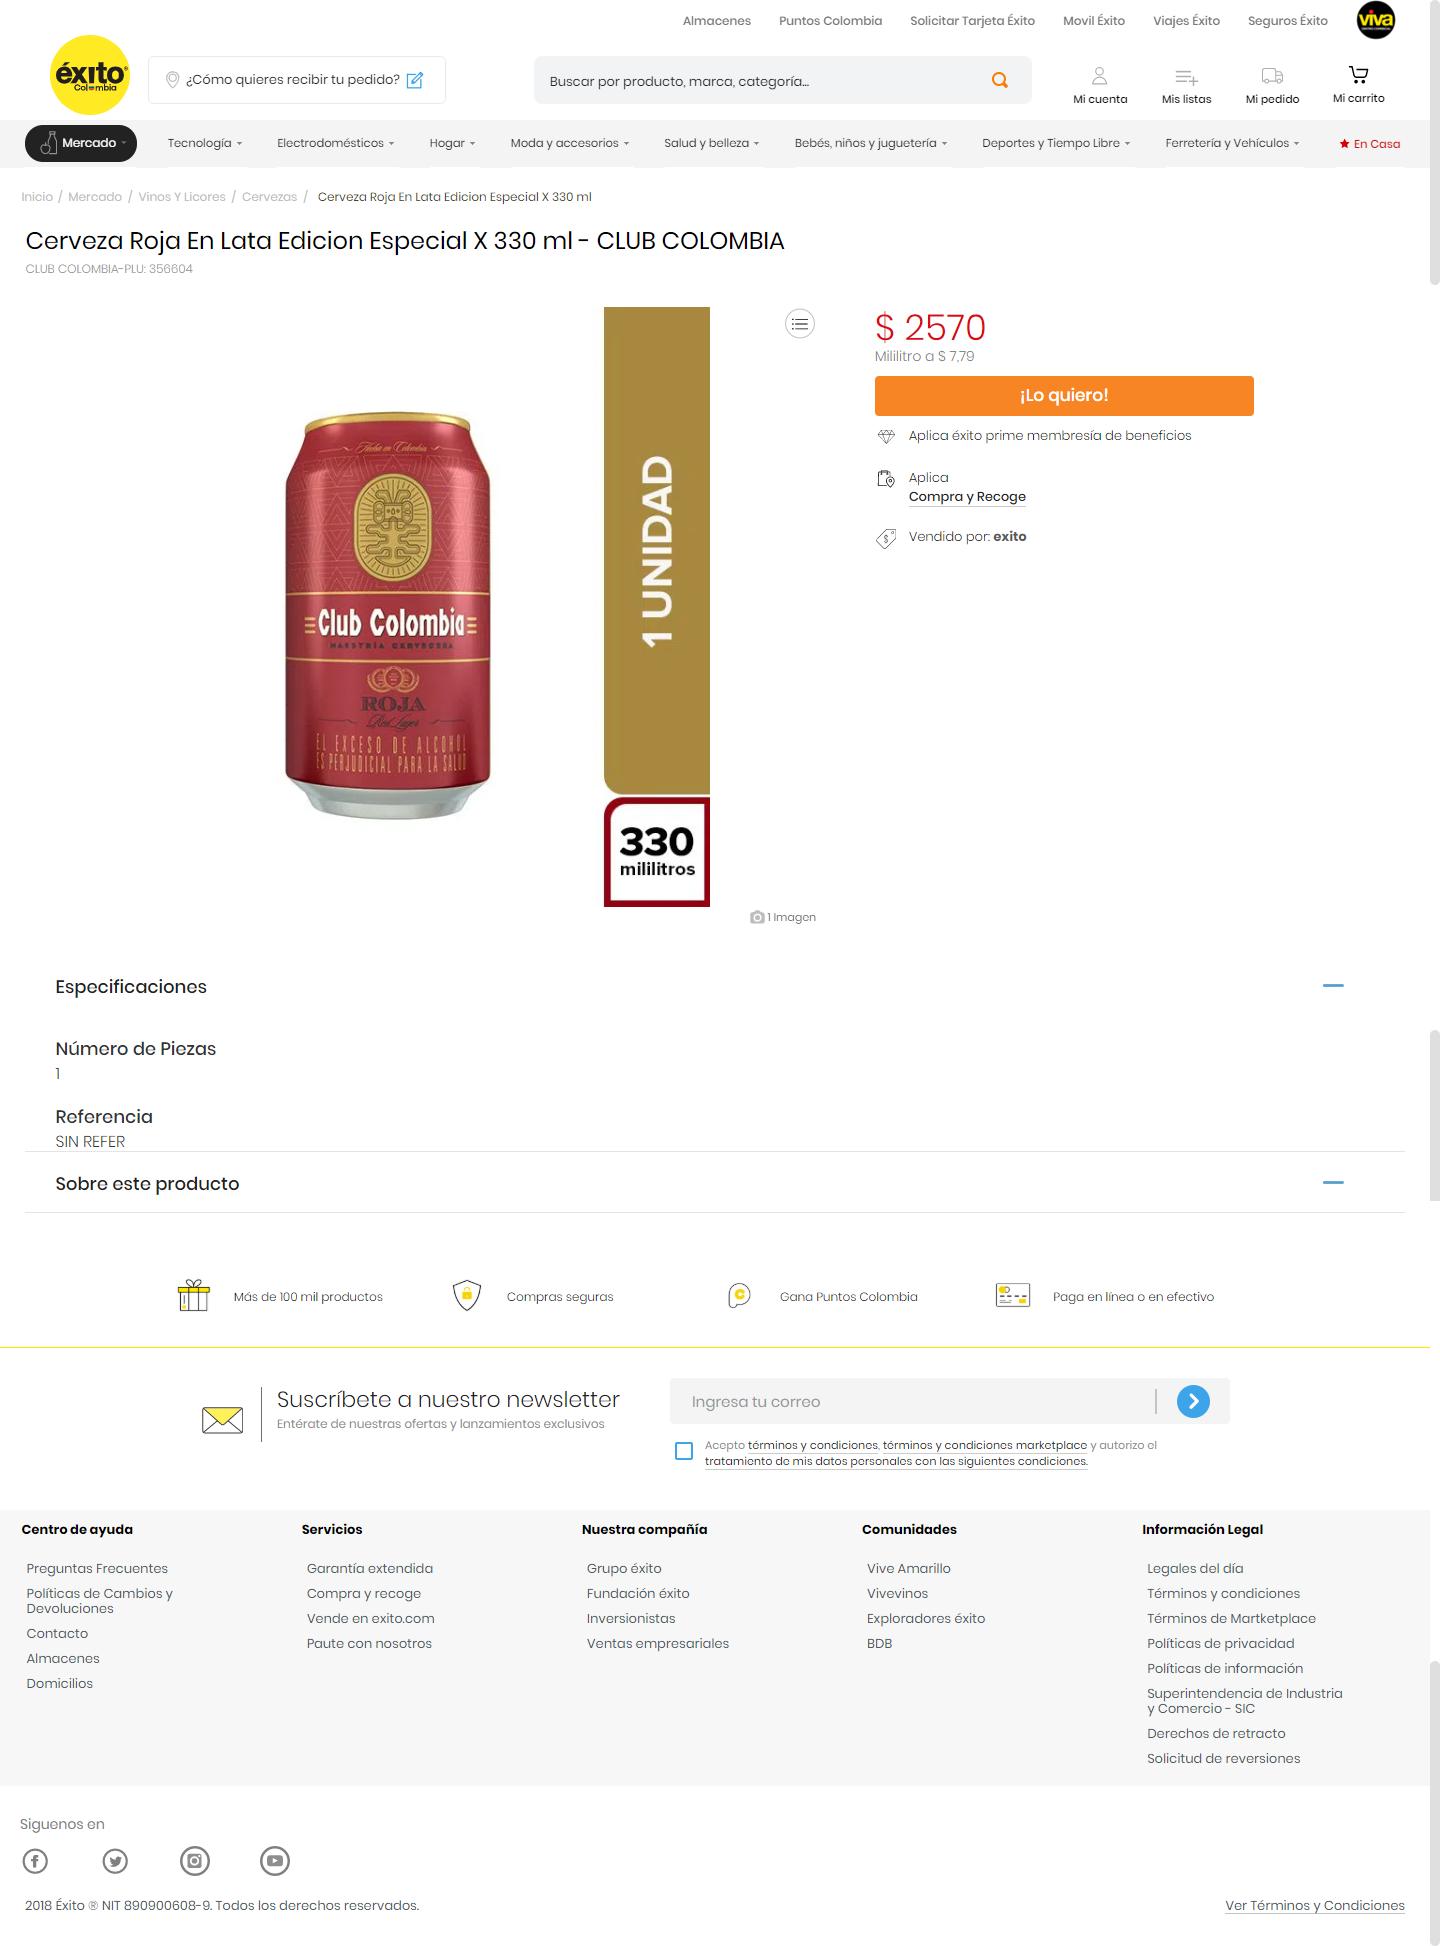 Almacenes Puntos Colombia Solicitar Tarjeta Éxito Movil Éxito Viajes Éxito Seguros Éxito viva
éxito
Colombia
¿Cómo quieres recibir tu pedido?
Buscar por producto, marca, categoría...
Mi cuenta Mis listas Mi pedido Mi carrito
Mercado Tecnología Electrodomésticos Hogar Moda y accesorios Salud y belleza Bebés, niños y juguetería Deportes y Tiempo Libre Ferretería y Vehículos En Casa
Inicio / Mercado / Vinos Y Licores / Cervezas / Cerveza Roja En Lata Edicion Especial X 330 ml
Cerveza Roja En Lata Edicion Especial X 330 ml - CLUB COLOMBIA
CLUB COLOMBIA-PLU: 356604
Hecha en Colombia
Club Colombia
MAESTRÍA CERVECERA
ROJA
Red Lager
EL EXCESO DE ALCOHOL
ES PERJUDICIAL PARA LA SALUD
1 UNIDAD
330
mililitros
1 Imagen
$ 2570
Mililitro a $ 7,79
¡Lo quiero!
Aplica éxito prime membresía de beneficios
Aplica
Compra y Recoge
Vendido por: exito
Especificaciones
Número de Piezas
1
Referencia
SIN REFER
Sobre este producto
Más de 100 mil productos
Compras seguras
Gana Puntos Colombia
Paga en línea o en efectivo
Suscríbete a nuestro newsletter
Entérate de nuestras ofertas y lanzamientos exclusivos
Ingresa tu correo
Acepto términos y condiciones, términos y condiciones marketplace y autorizo el
tratamiento de mis datos personales con las siguientes condiciones.
Centro de ayuda
Preguntas Frecuentes
Políticas de Cambios y
Devoluciones
Contacto
Almacenes
Domicilios
Servicios
Garantía extendida
Compra y recoge
Vende en exito.com
Paute con nosotros
Nuestra compañía
Grupo éxito
Fundación éxito
Inversionistas
Ventas empresariales
Comunidades
Vive Amarillo
Vivevinos
Exploradores éxito
BDB
Información Legal
Legales del día
Términos y condiciones
Términos de Martketplace
Políticas de privacidad
Políticas de información
Superintendencia de Industria
y Comercio - SIC
Derechos de retracto
Solicitud de reversiones
Siguenos en
2018 Éxito ® NIT 890900608-9. Todos los derechos reservados.
Ver Términos y Condiciones